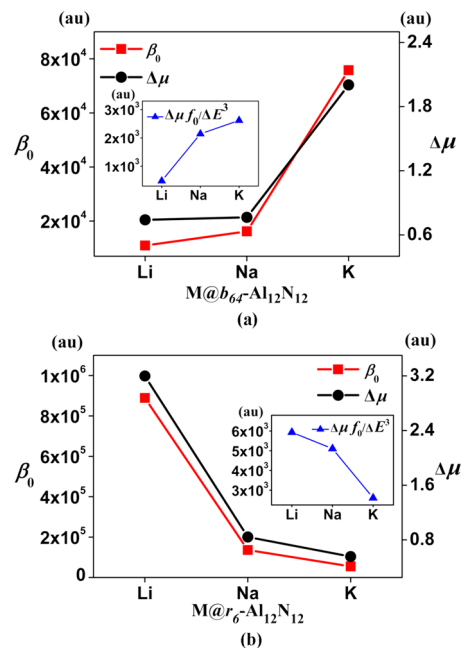 (au) (au)
8x10⁴ 2.4
β₀
Δμ
6x10⁴ 1.8
(au)
3x10³ Δμ f₀/ΔE³
2x10³
1x10³
Li Na K
β₀ Δμ
4x10⁴ 1.2
2x10⁴ 0.6
Li Na K
M@b₆₄-Al₁₂N₁₂
(a)
(au) (au)
1x10⁶ 3.2
β₀
Δμ
8x10⁵
(au)
6x10³ Δμ f₀/ΔE³
5x10³
4x10³
3x10³
Li Na K
6x10⁵ 2.4
β₀ Δμ
4x10⁵ 1.6
2x10⁵ 0.8
0
Li Na K
M@r₆-Al₁₂N₁₂
(b)